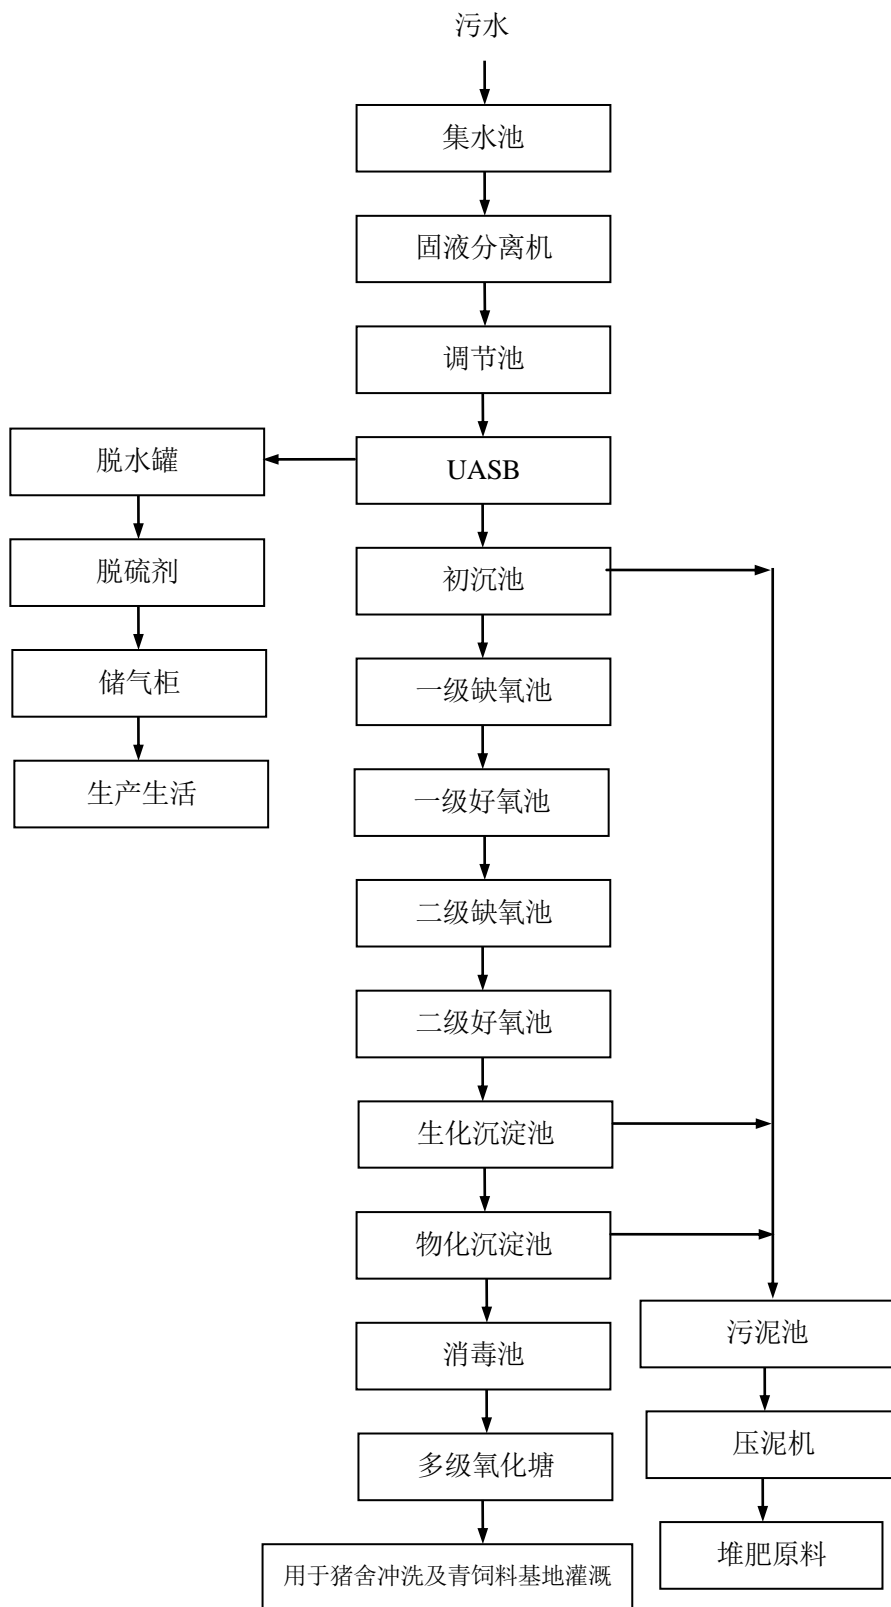 污水
集水池
固液分离机
调节池
脱水罐
UASB
脱硫剂
初沉池
储气柜
一级缺氧池
生产生活
一级好氧池
二级缺氧池
二级好氧池
生化沉淀池
物化沉淀池
污泥池
消毒池
压泥机
多级氧化塘
堆肥原料
用于猪舍冲洗及青饲料基地灌溉